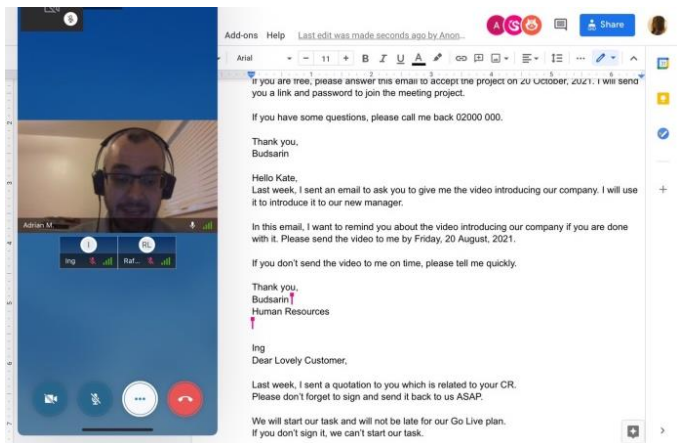 Add-ons Help Last edit was made seconds ago by Anon...
A S
Share
Arial
11
B I U A
If you are free, please answer this email to accept the project on 20 October, 2021. I will send
you a link and password to join the meeting project.
If you have some questions, please call me back 02000 000.
Thank you,
Budsarin
Hello Kate,
Last week, I sent an email to ask you to give me the video introducing our company. I will use
it to introduce it to our new manager.
In this email, I want to remind you about the video introducing our company if you are done
with it. Please send the video to me by Friday, 20 August, 2021.
If you don't send the video to me on time, please tell me quickly.
Thank you,
Budsarin
Human Resources
Ing
Dear Lovely Customer,
Last week, I sent a quotation to you which is related to your CR.
Please don't forget to sign and send it back to us ASAP.
We will start our task and will not be late for our Go Live plan.
If you don't sign it, we can't start our task.
Adrian M.
I
RL
Ing
Raf...